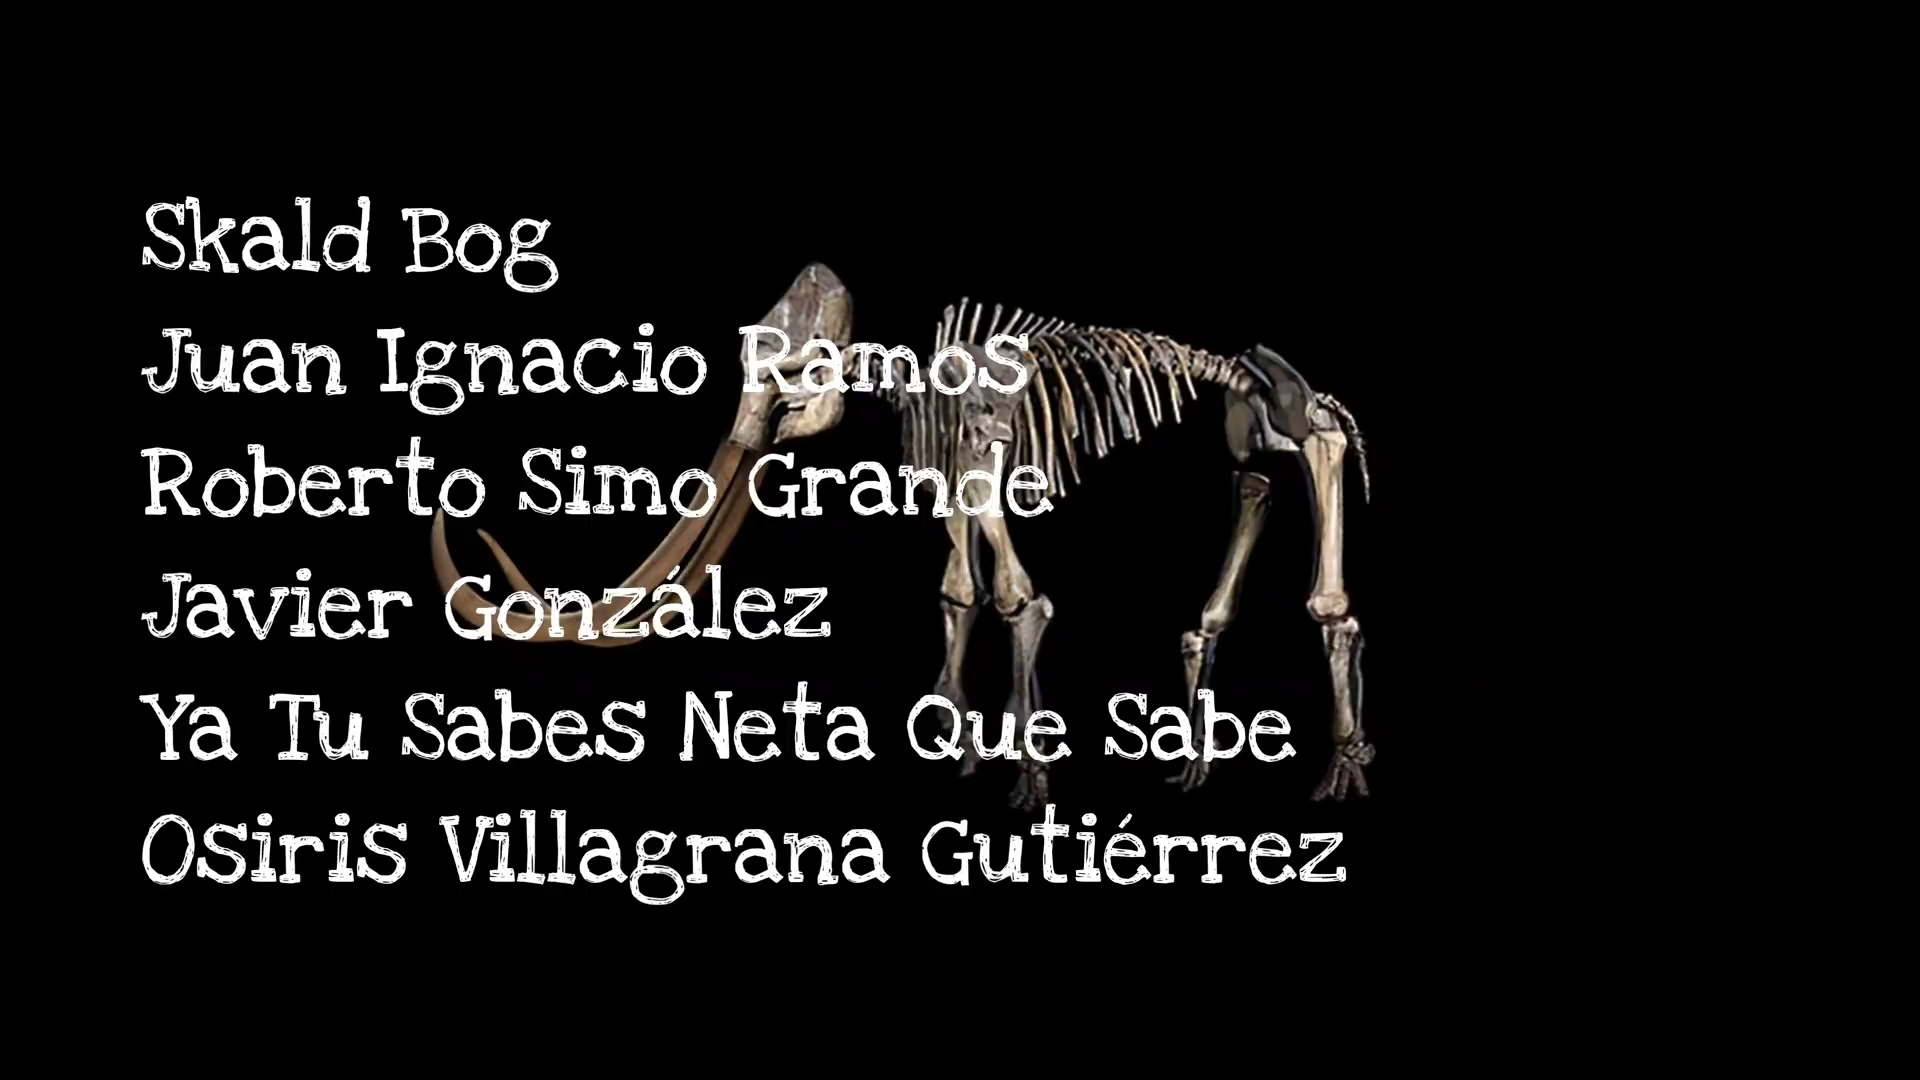 Skald Bog
Juan Ignacio Ramos
Roberto Simo Grande
Javier González
Ya Tu Sabes Neta Que Sabe
Osiris Villagrana Gutiérrez